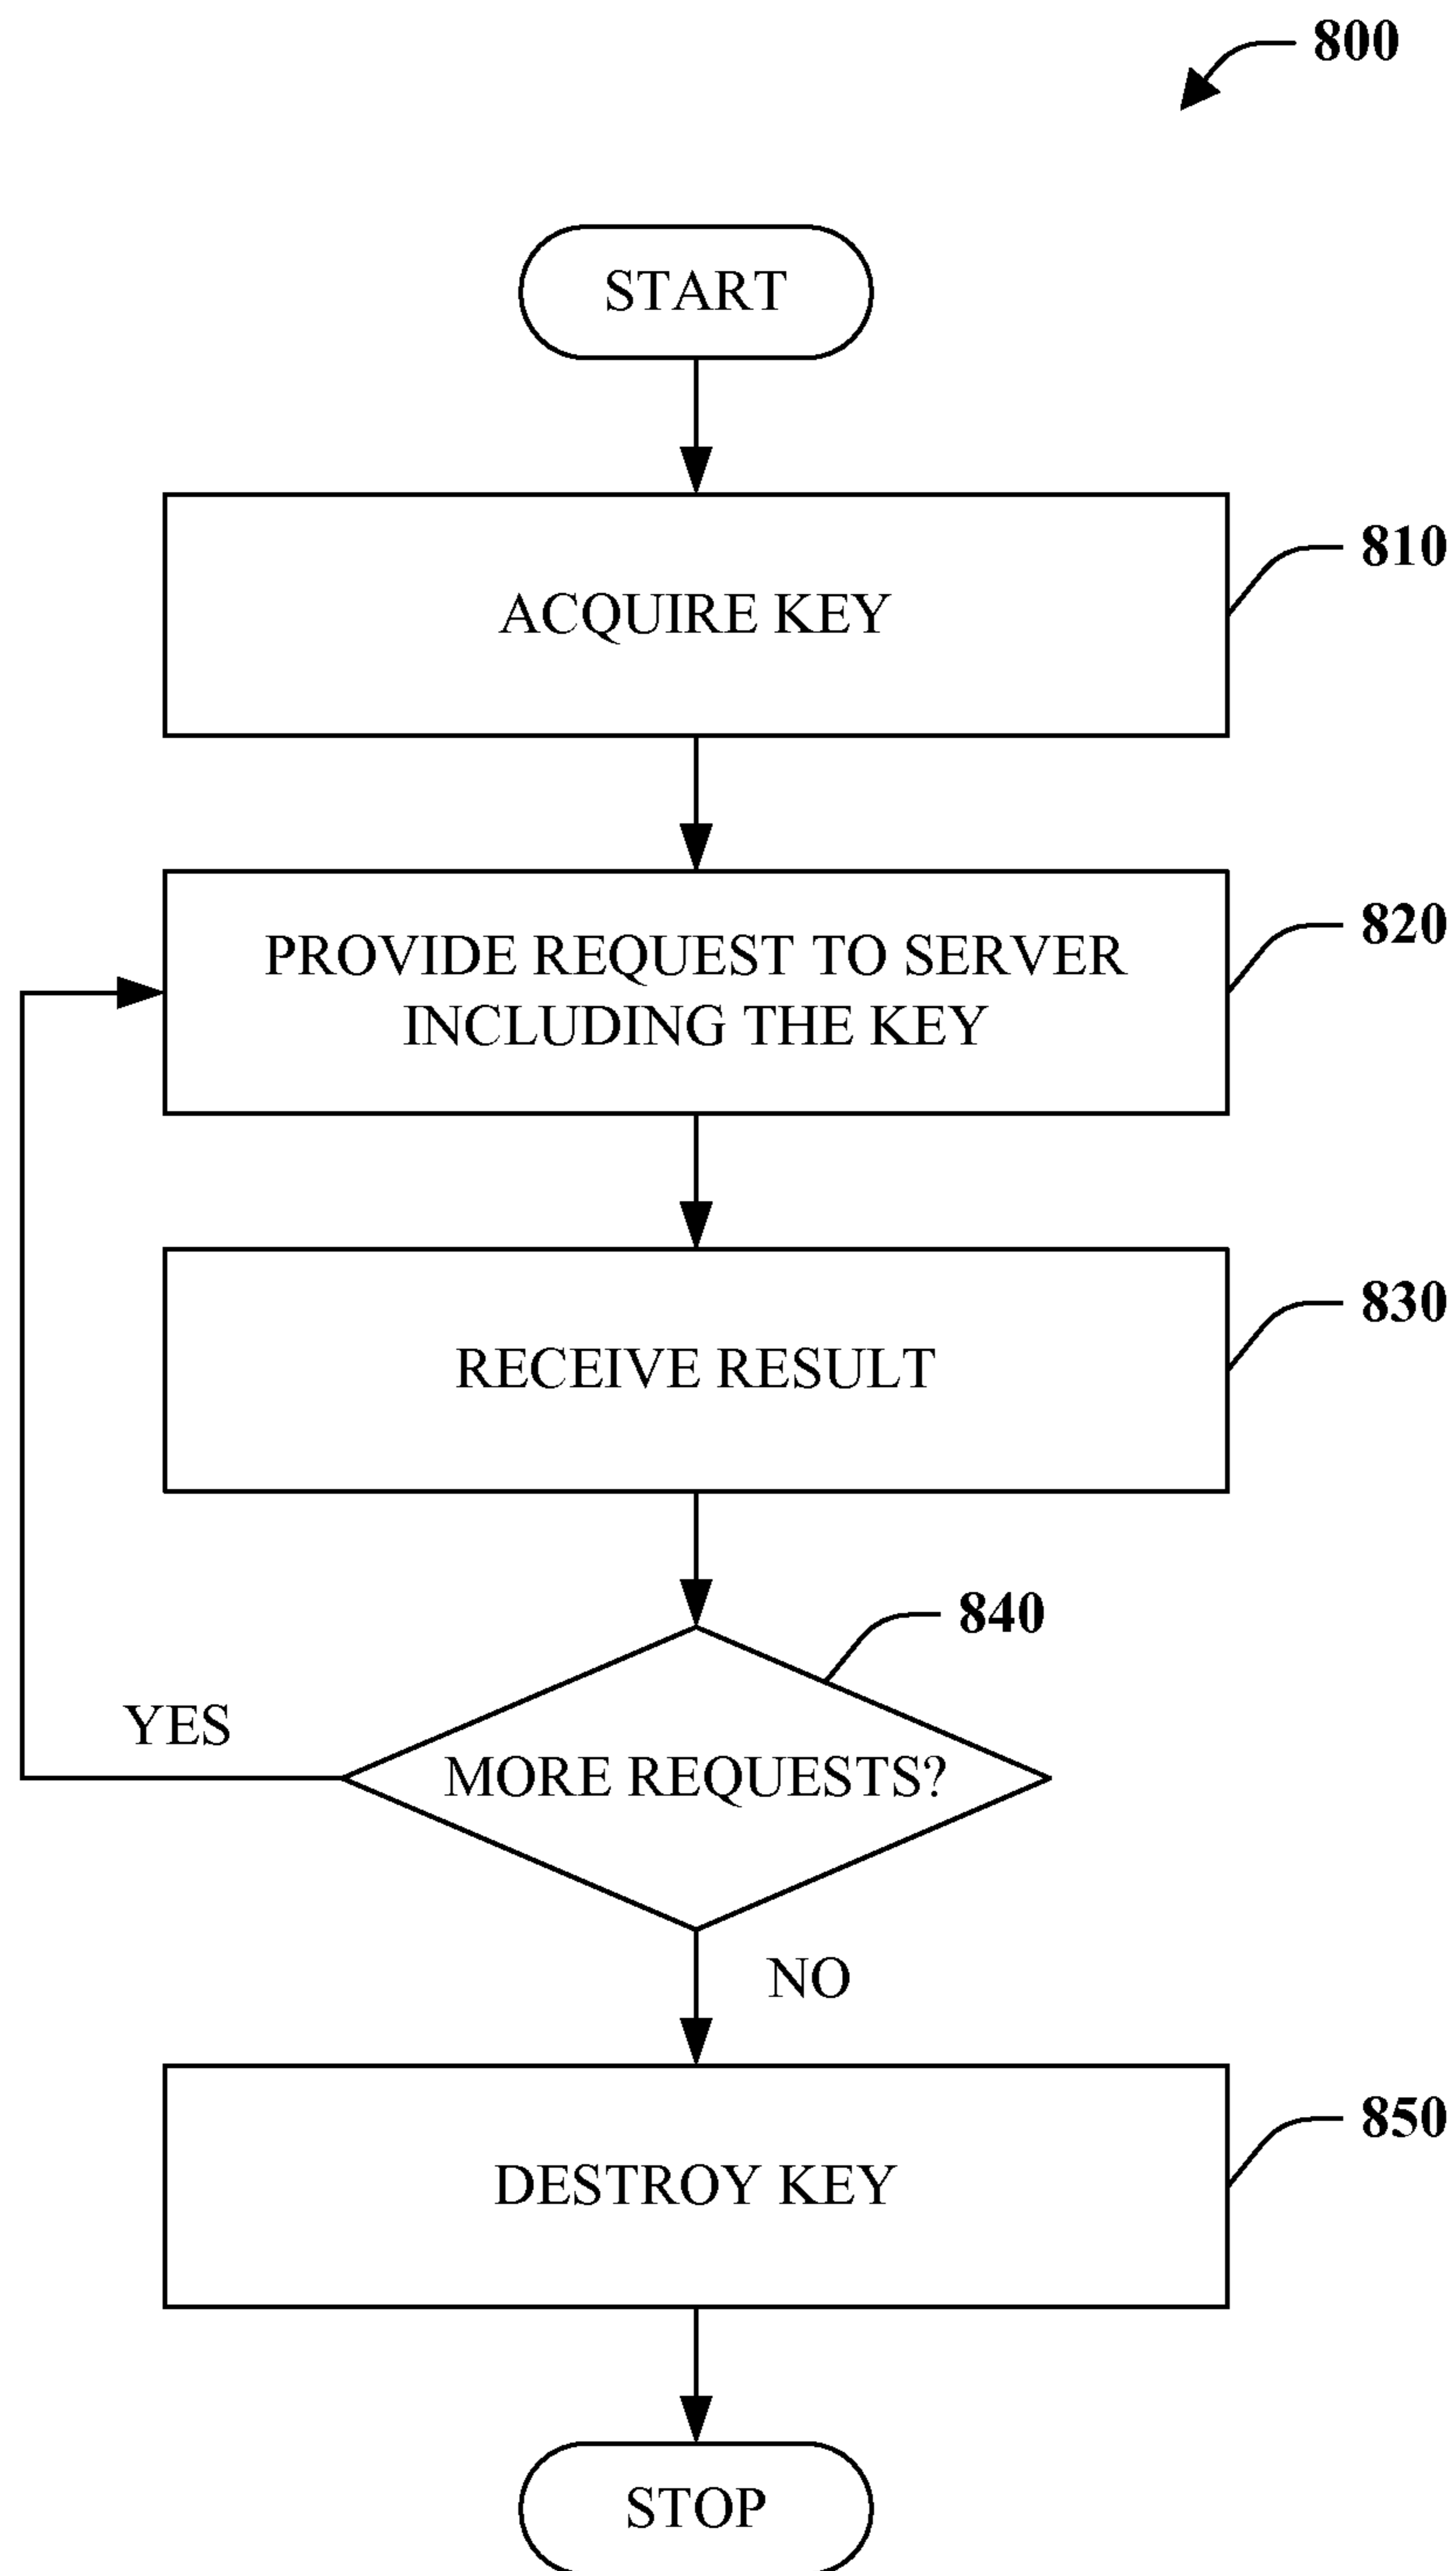 800
START
ACQUIRE KEY
810
PROVIDE REQUEST TO SERVER
INCLUDING THE KEY
820
RECEIVE RESULT
830
840
MORE REQUESTS?
YES
NO
DESTROY KEY
850
STOP